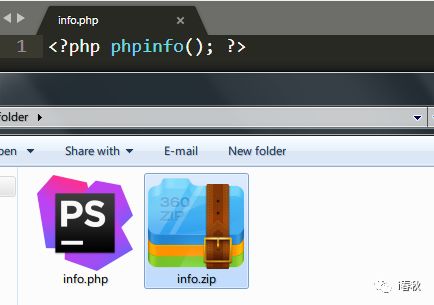 info.php
1 <?php phpinfo(); ?>
folder
pen Share with E-mail New folder
PS
360
ZIP
info.php info.zip
i春秋